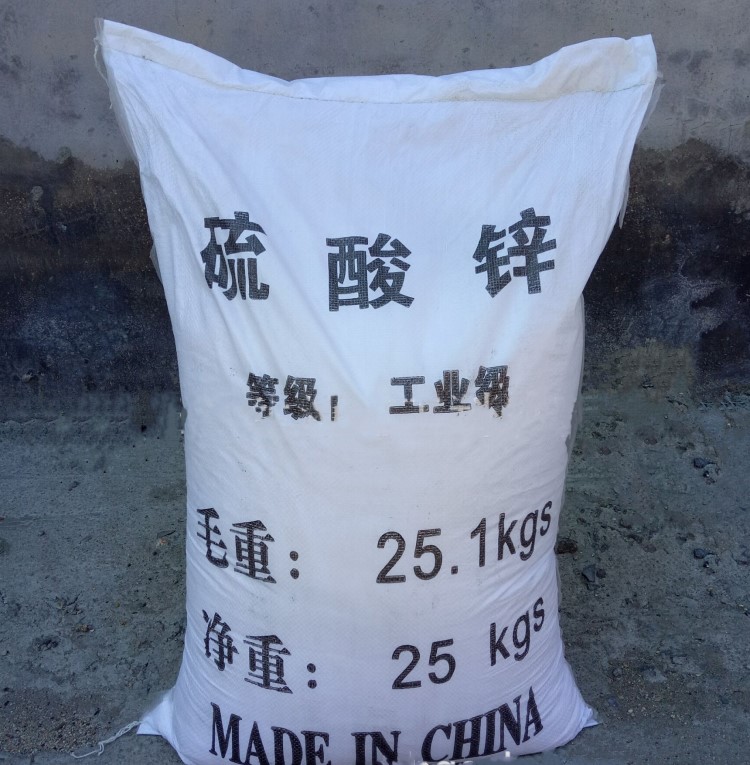 硫酸锌
等级： 工业级
毛重： 25.1kgs
净重： 25 kgs
MADE IN CHINA